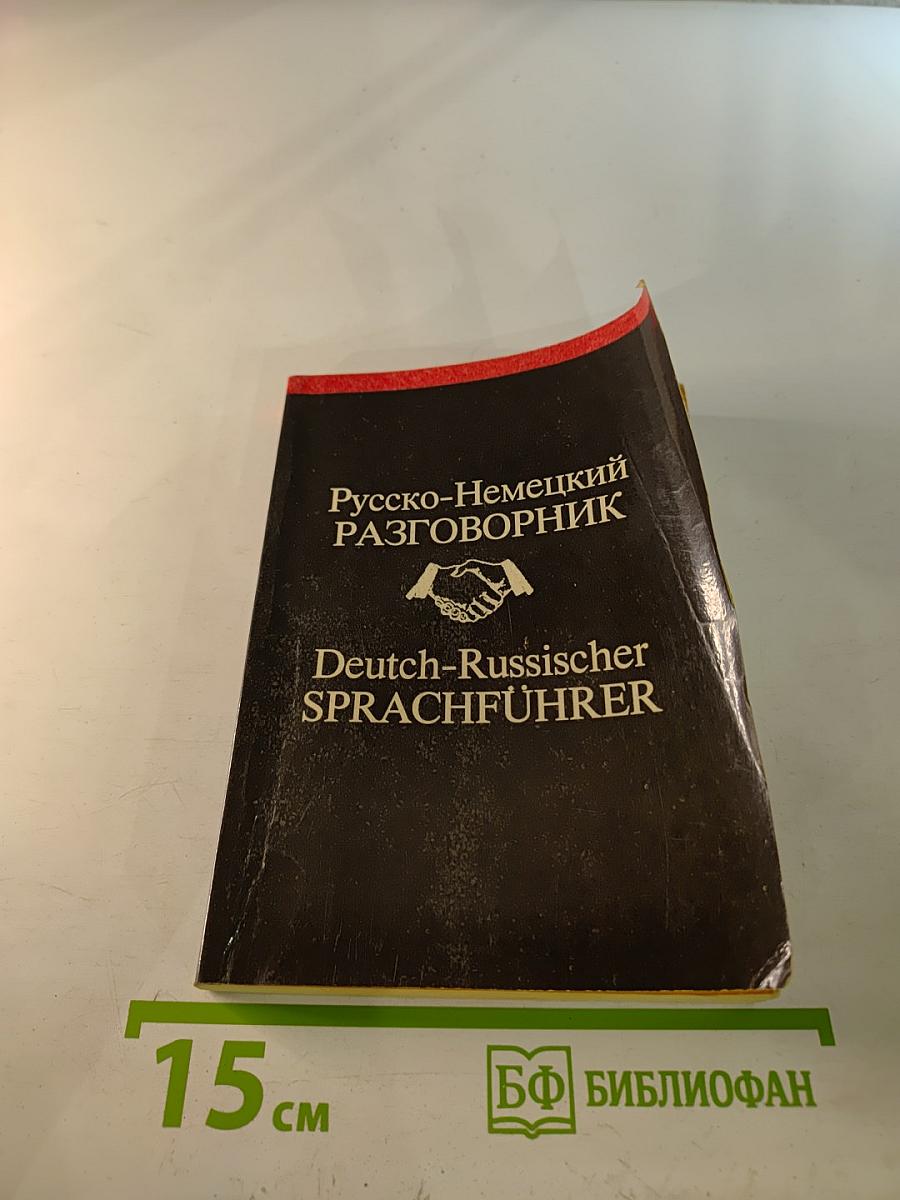 Русско-Немецкий
РАЗГОВОРНИК
Deutch-Russischer
SPRACHFÜHRER
15 см
БФ БИБЛИОФАН